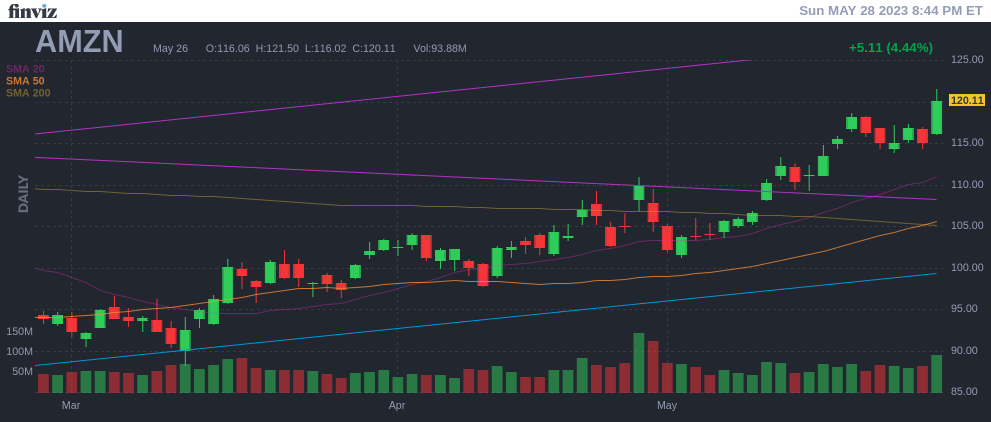 finviz
Sun MAY 28 2023 8:44 PM ET
AMZN
May 26 O:116.06 H:121.50 L:116.02 C:120.11 Vol:93.88M
+5.11 (4.44%)
SMA 20
SMA 50
SMA 200
DAILY
125.00
120.11
115.00
110.00
105.00
100.00
95.00
90.00
85.00
150M
100M
50M
Mar
Apr
May